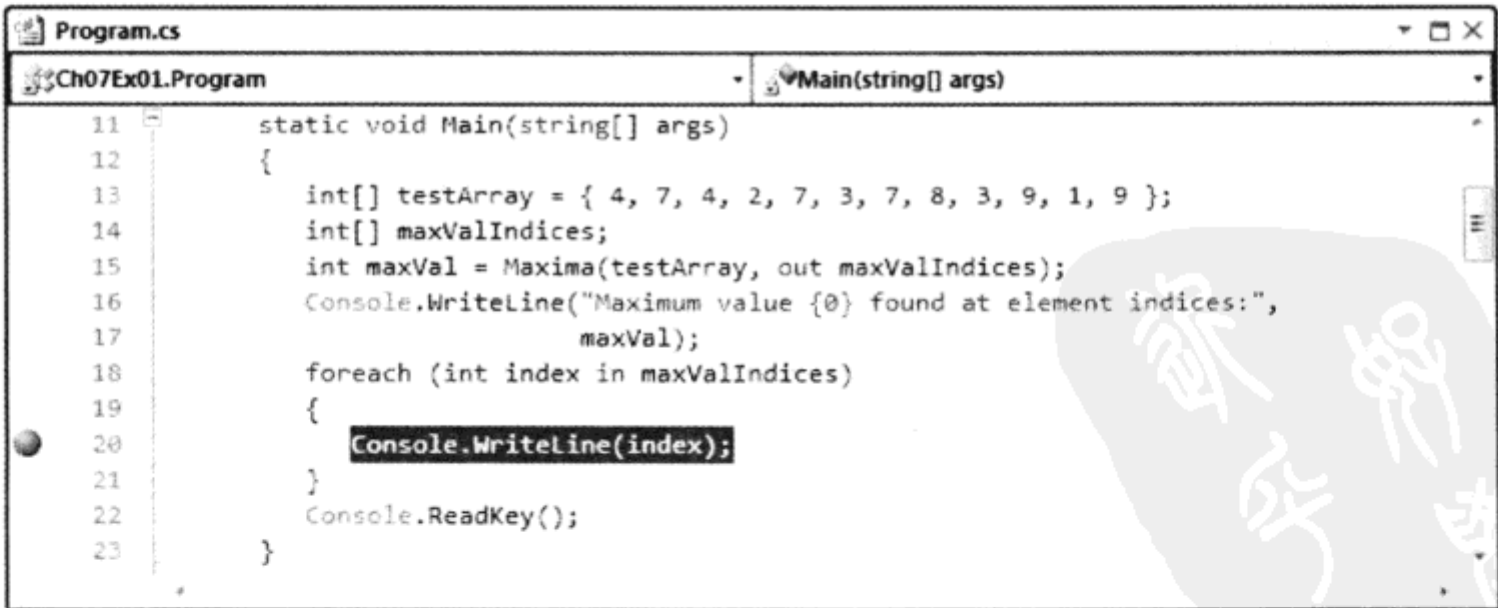 Program.cs
Ch07Ex01.Program
Main(string[] args)
11 static void Main(string[] args)
12 {
13 int[] testArray = { 4, 7, 4, 2, 7, 3, 7, 8, 3, 9, 1, 9 };
14 int[] maxValIndices;
15 int maxVal = Maxima(testArray, out maxValIndices);
16 Console.WriteLine("Maximum value {0} found at element indices:",
17 maxVal);
18 foreach (int index in maxValIndices)
19 {
20 Console.WriteLine(index);
21 }
22 Console.ReadKey();
23 }